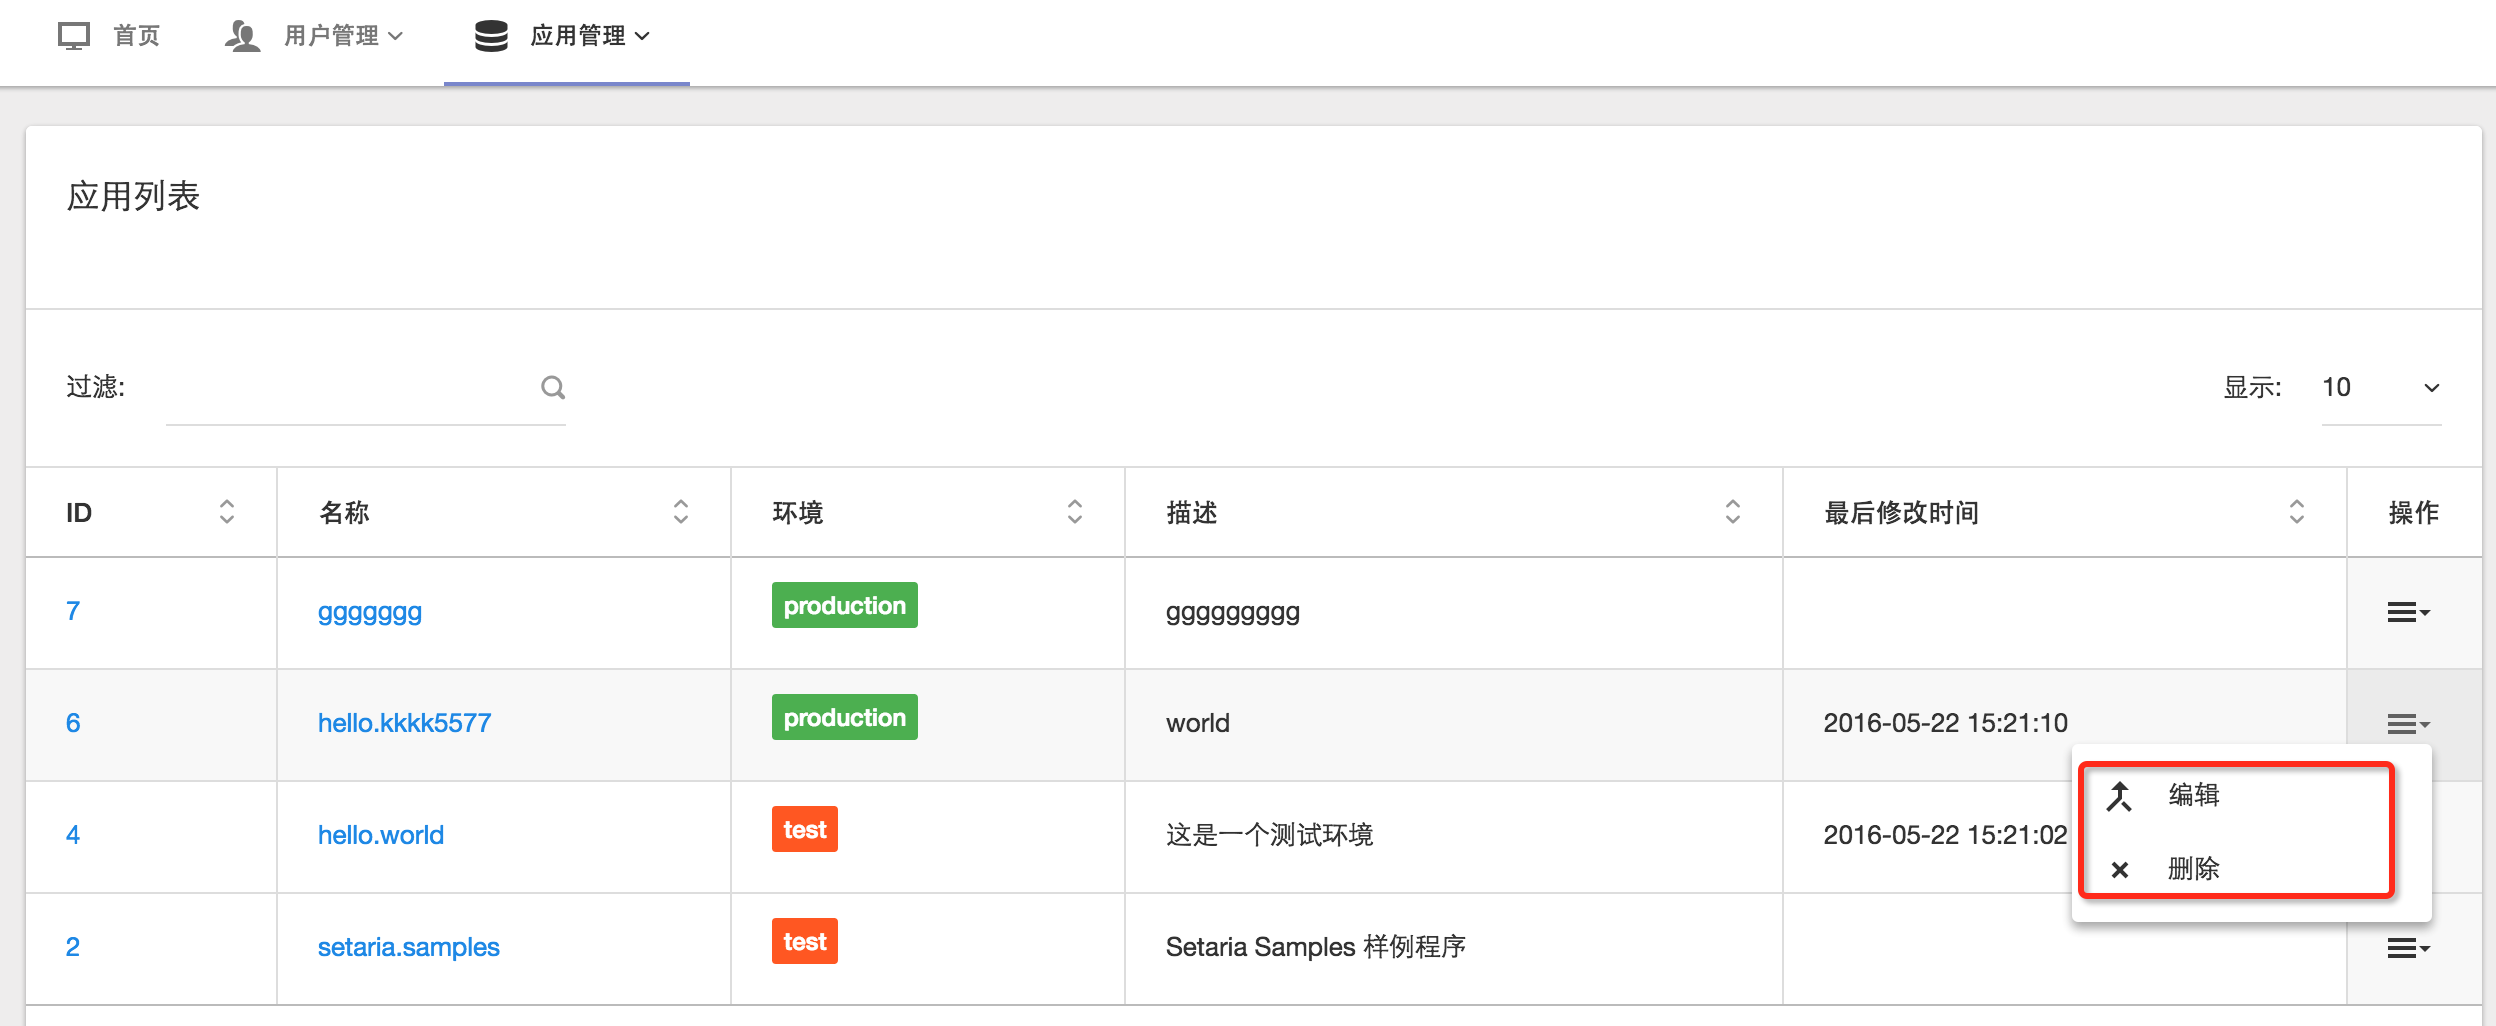 首页 用户管理 应用管理
应用列表
过滤: 显示: 10
ID 名称 环境 描述 最后修改时间 操作
7 ggggggg production ggggggggg
6 hello.kkkk5577 production world 2016-05-22 15:21:10
编辑
4 hello.world test 这是一个测试环境 2016-05-22 15:21:02
删除
2 setaria.samples test Setaria Samples 样例程序